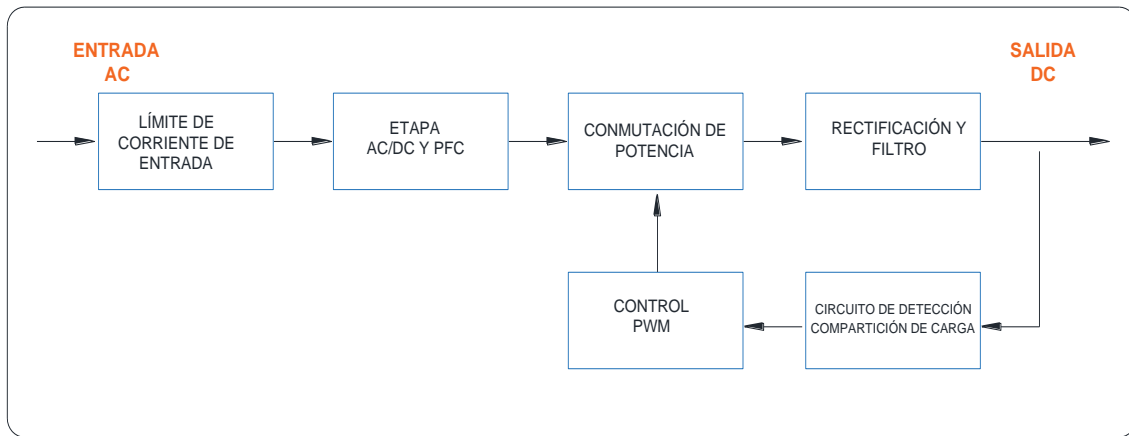 ENTRADA
AC
SALIDA
DC
LÍMITE DE
CORRIENTE DE
ENTRADA
ETAPA
AC/DC Y PFC
CONMUTACIÓN DE
POTENCIA
RECTIFICACIÓN Y
FILTRO
CONTROL
PWM
CIRCUITO DE DETECCIÓN
COMPARTICIÓN DE CARGA